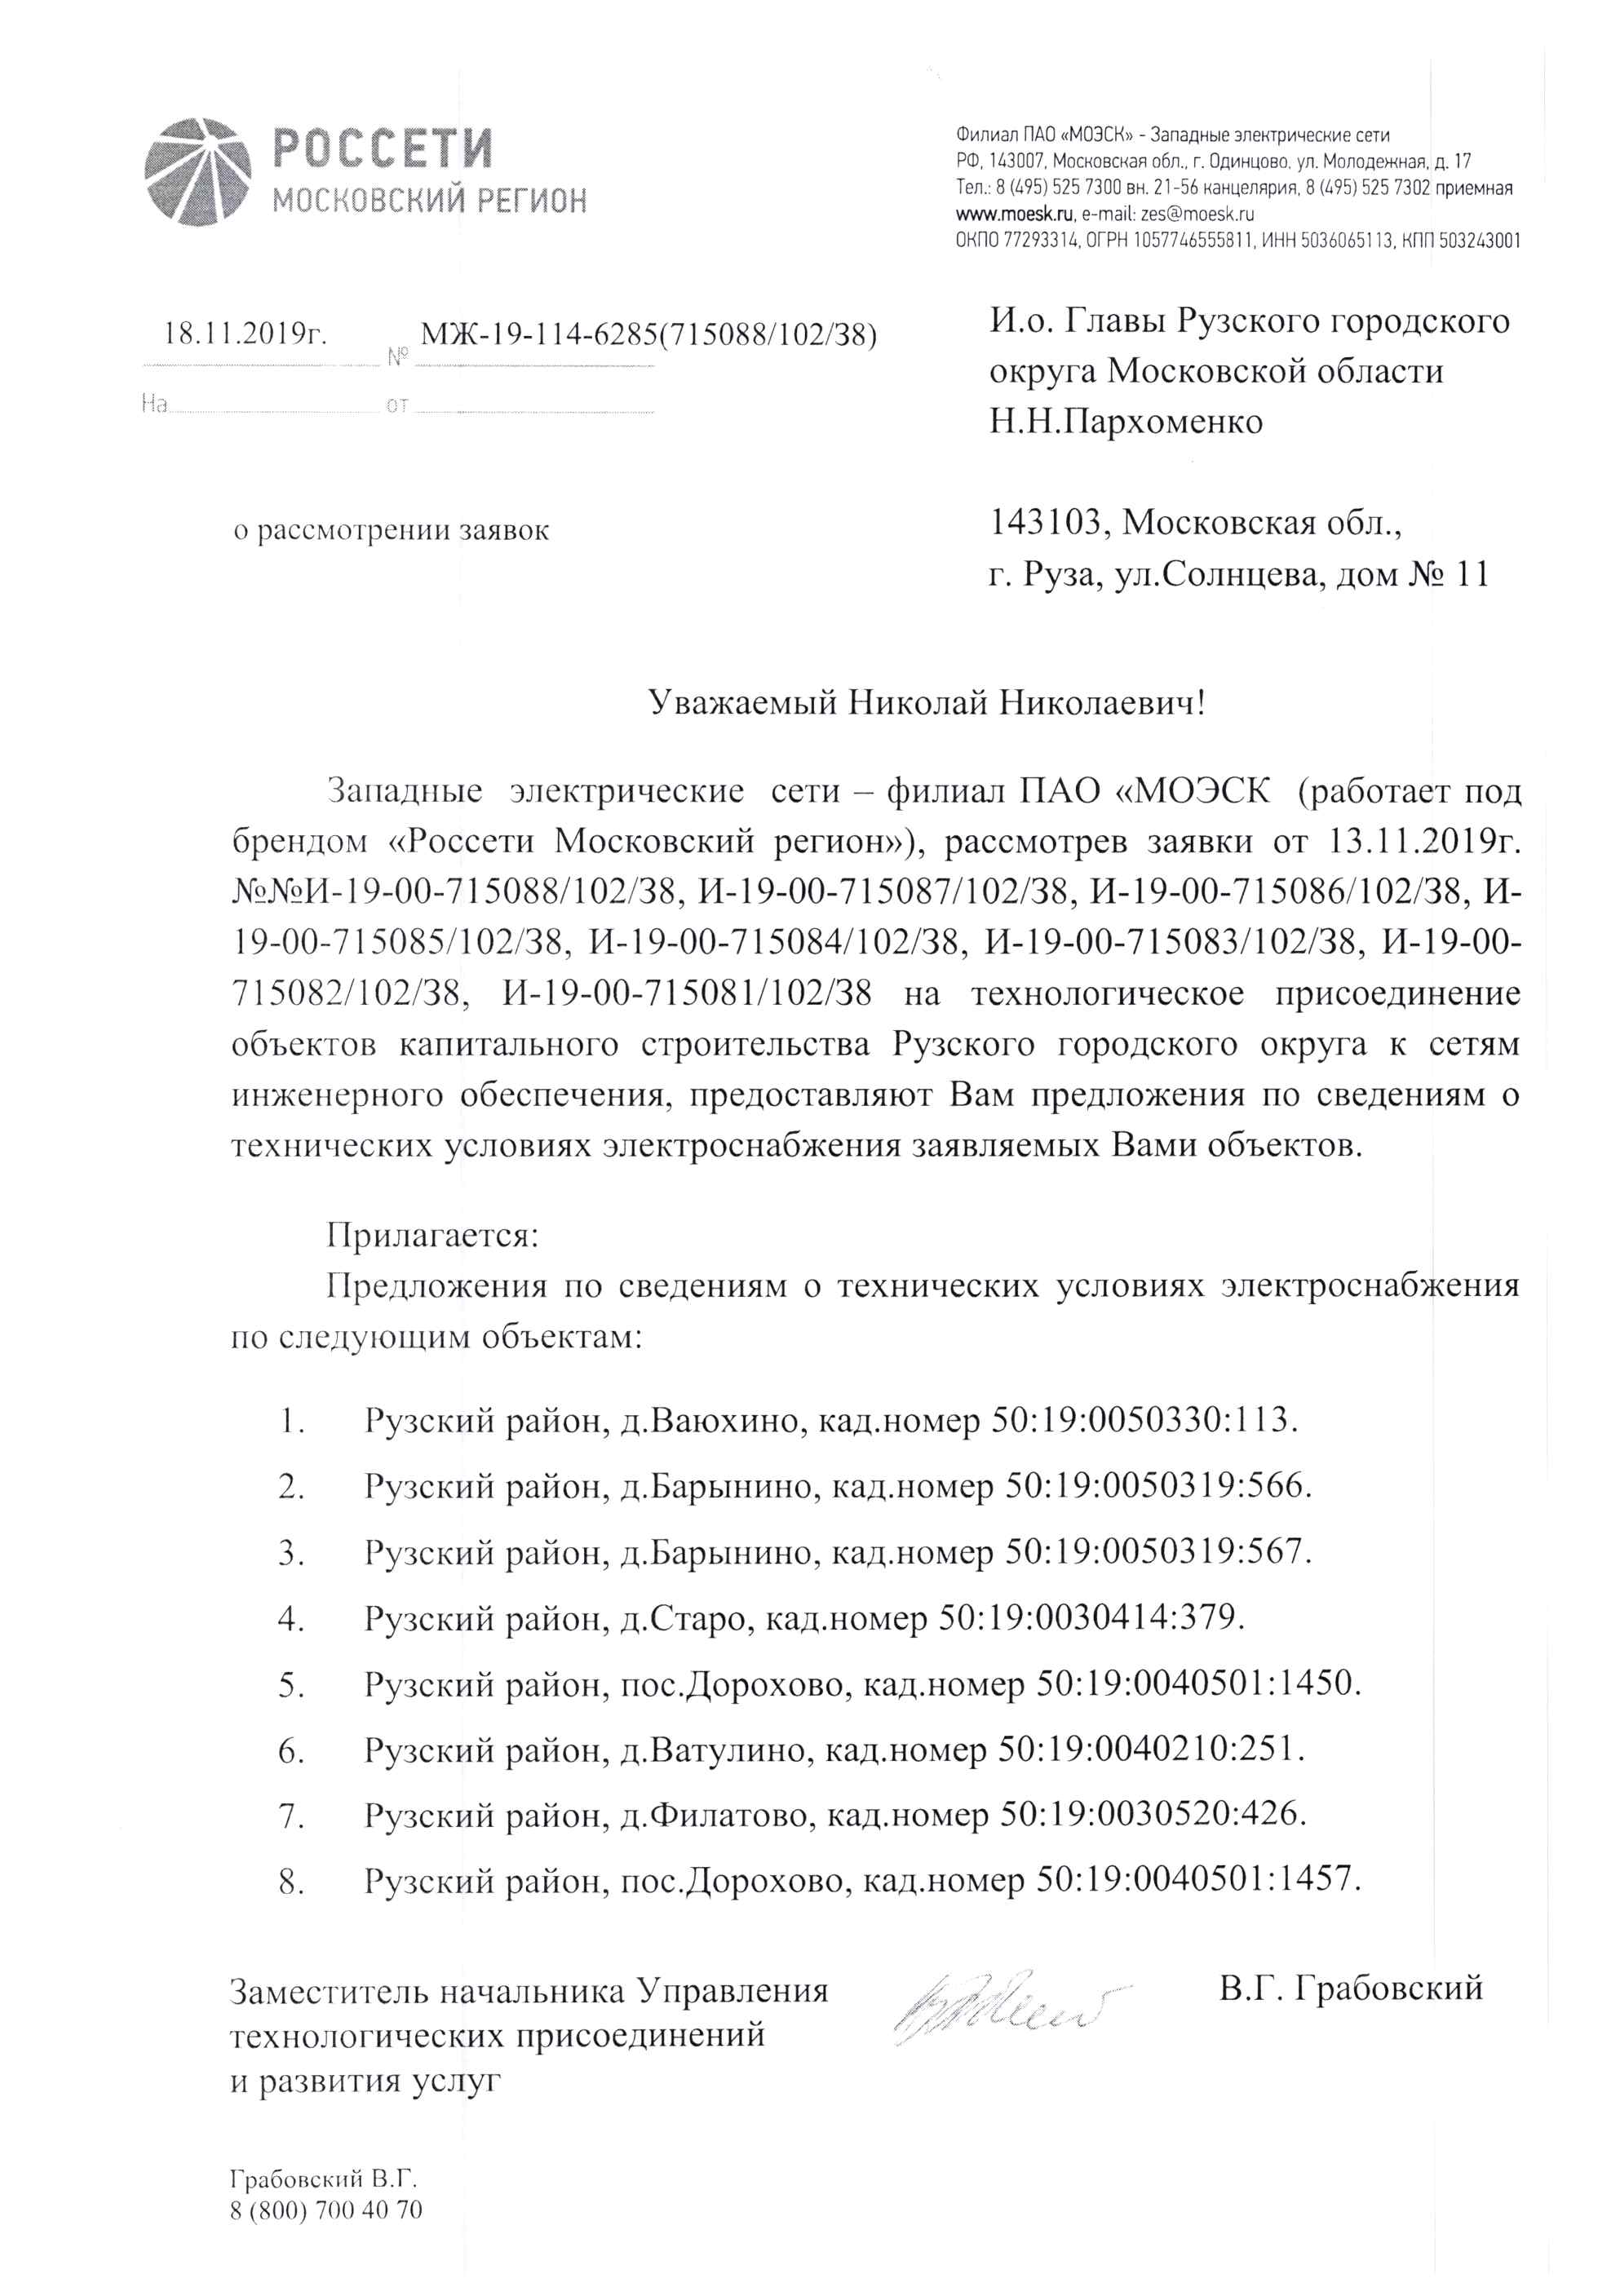 РОССЕТИ
МОСКОВСКИЙ РЕГИОН
Филиал ПАО «МОЭСК» - Западные электрические сети
РФ, 143007, Московская обл., г. Одинцово, ул. Молодежная, д. 17
Тел.: 8 (495) 525 7300 вн. 21-56 канцелярия, 8 (495) 525 7302 приемная
www.moesk.ru, e-mail: zes@moesk.ru
ОКПО 77293314, ОГРН 1057746555811, ИНН 5036065113, КПП 503243001
18.11.2019г. № МЖ-19-114-6285(715088/102/З8)
На от
И.о. Главы Рузского городского
округа Московской области
Н.Н.Пархоменко
143103, Московская обл.,
г. Руза, ул.Солнцева, дом № 11
о рассмотрении заявок
Уважаемый Николай Николаевич!
Западные электрические сети – филиал ПАО «МОЭСК (работает под
брендом «Россети Московский регион»), рассмотрев заявки от 13.11.2019г.
№№И-19-00-715088/102/З8, И-19-00-715087/102/З8, И-19-00-715086/102/З8, И-
19-00-715085/102/З8, И-19-00-715084/102/З8, И-19-00-715083/102/З8, И-19-00-
715082/102/З8, И-19-00-715081/102/З8 на технологическое присоединение
объектов капитального строительства Рузского городского округа к сетям
инженерного обеспечения, предоставляют Вам предложения по сведениям о
технических условиях электроснабжения заявляемых Вами объектов.
Прилагается:
Предложения по сведениям о технических условиях электроснабжения
по следующим объектам:
1. Рузский район, д.Ваюхино, кад.номер 50:19:0050330:113.
2. Рузский район, д.Барынино, кад.номер 50:19:0050319:566.
3. Рузский район, д.Барынино, кад.номер 50:19:0050319:567.
4. Рузский район, д.Старо, кад.номер 50:19:0030414:379.
5. Рузский район, пос.Дорохово, кад.номер 50:19:0040501:1450.
6. Рузский район, д.Ватулино, кад.номер 50:19:0040210:251.
7. Рузский район, д.Филатово, кад.номер 50:19:0030520:426.
8. Рузский район, пос.Дорохово, кад.номер 50:19:0040501:1457.
Заместитель начальника Управления
технологических присоединений
и развития услуг
В.Г. Грабовский
Грабовский В.Г.
8 (800) 700 40 70